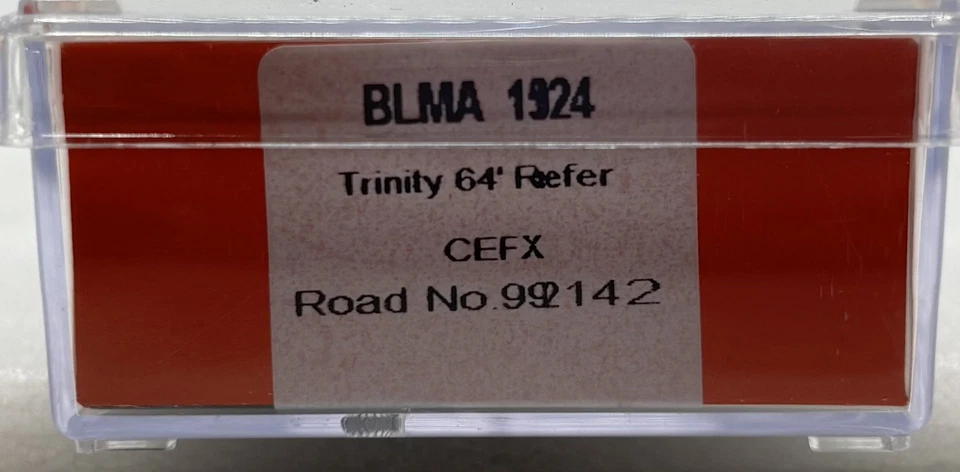 BLMA 1924
Trinity 64' Reefer
CEFX
Road No.